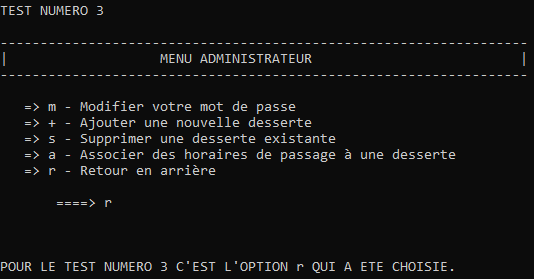 TEST NUMERO 3
--------------------------------------------------------------------
| MENU ADMINISTRATEUR |
--------------------------------------------------------------------
=> m - Modifier votre mot de passe
=> + - Ajouter une nouvelle desserte
=> s - Supprimer une desserte existante
=> a - Associer des horaires de passage à une desserte
=> r - Retour en arrière
====> r
POUR LE TEST NUMERO 3 C'EST L'OPTION r QUI A ETE CHOISIE.